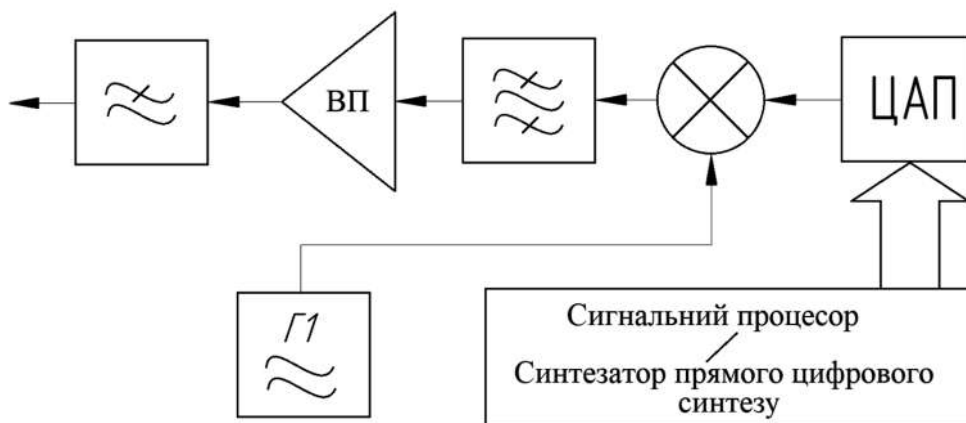 ВП
ЦАП
Г1
Сигнальний процесор
Синтезатор прямого цифрового
синтезу